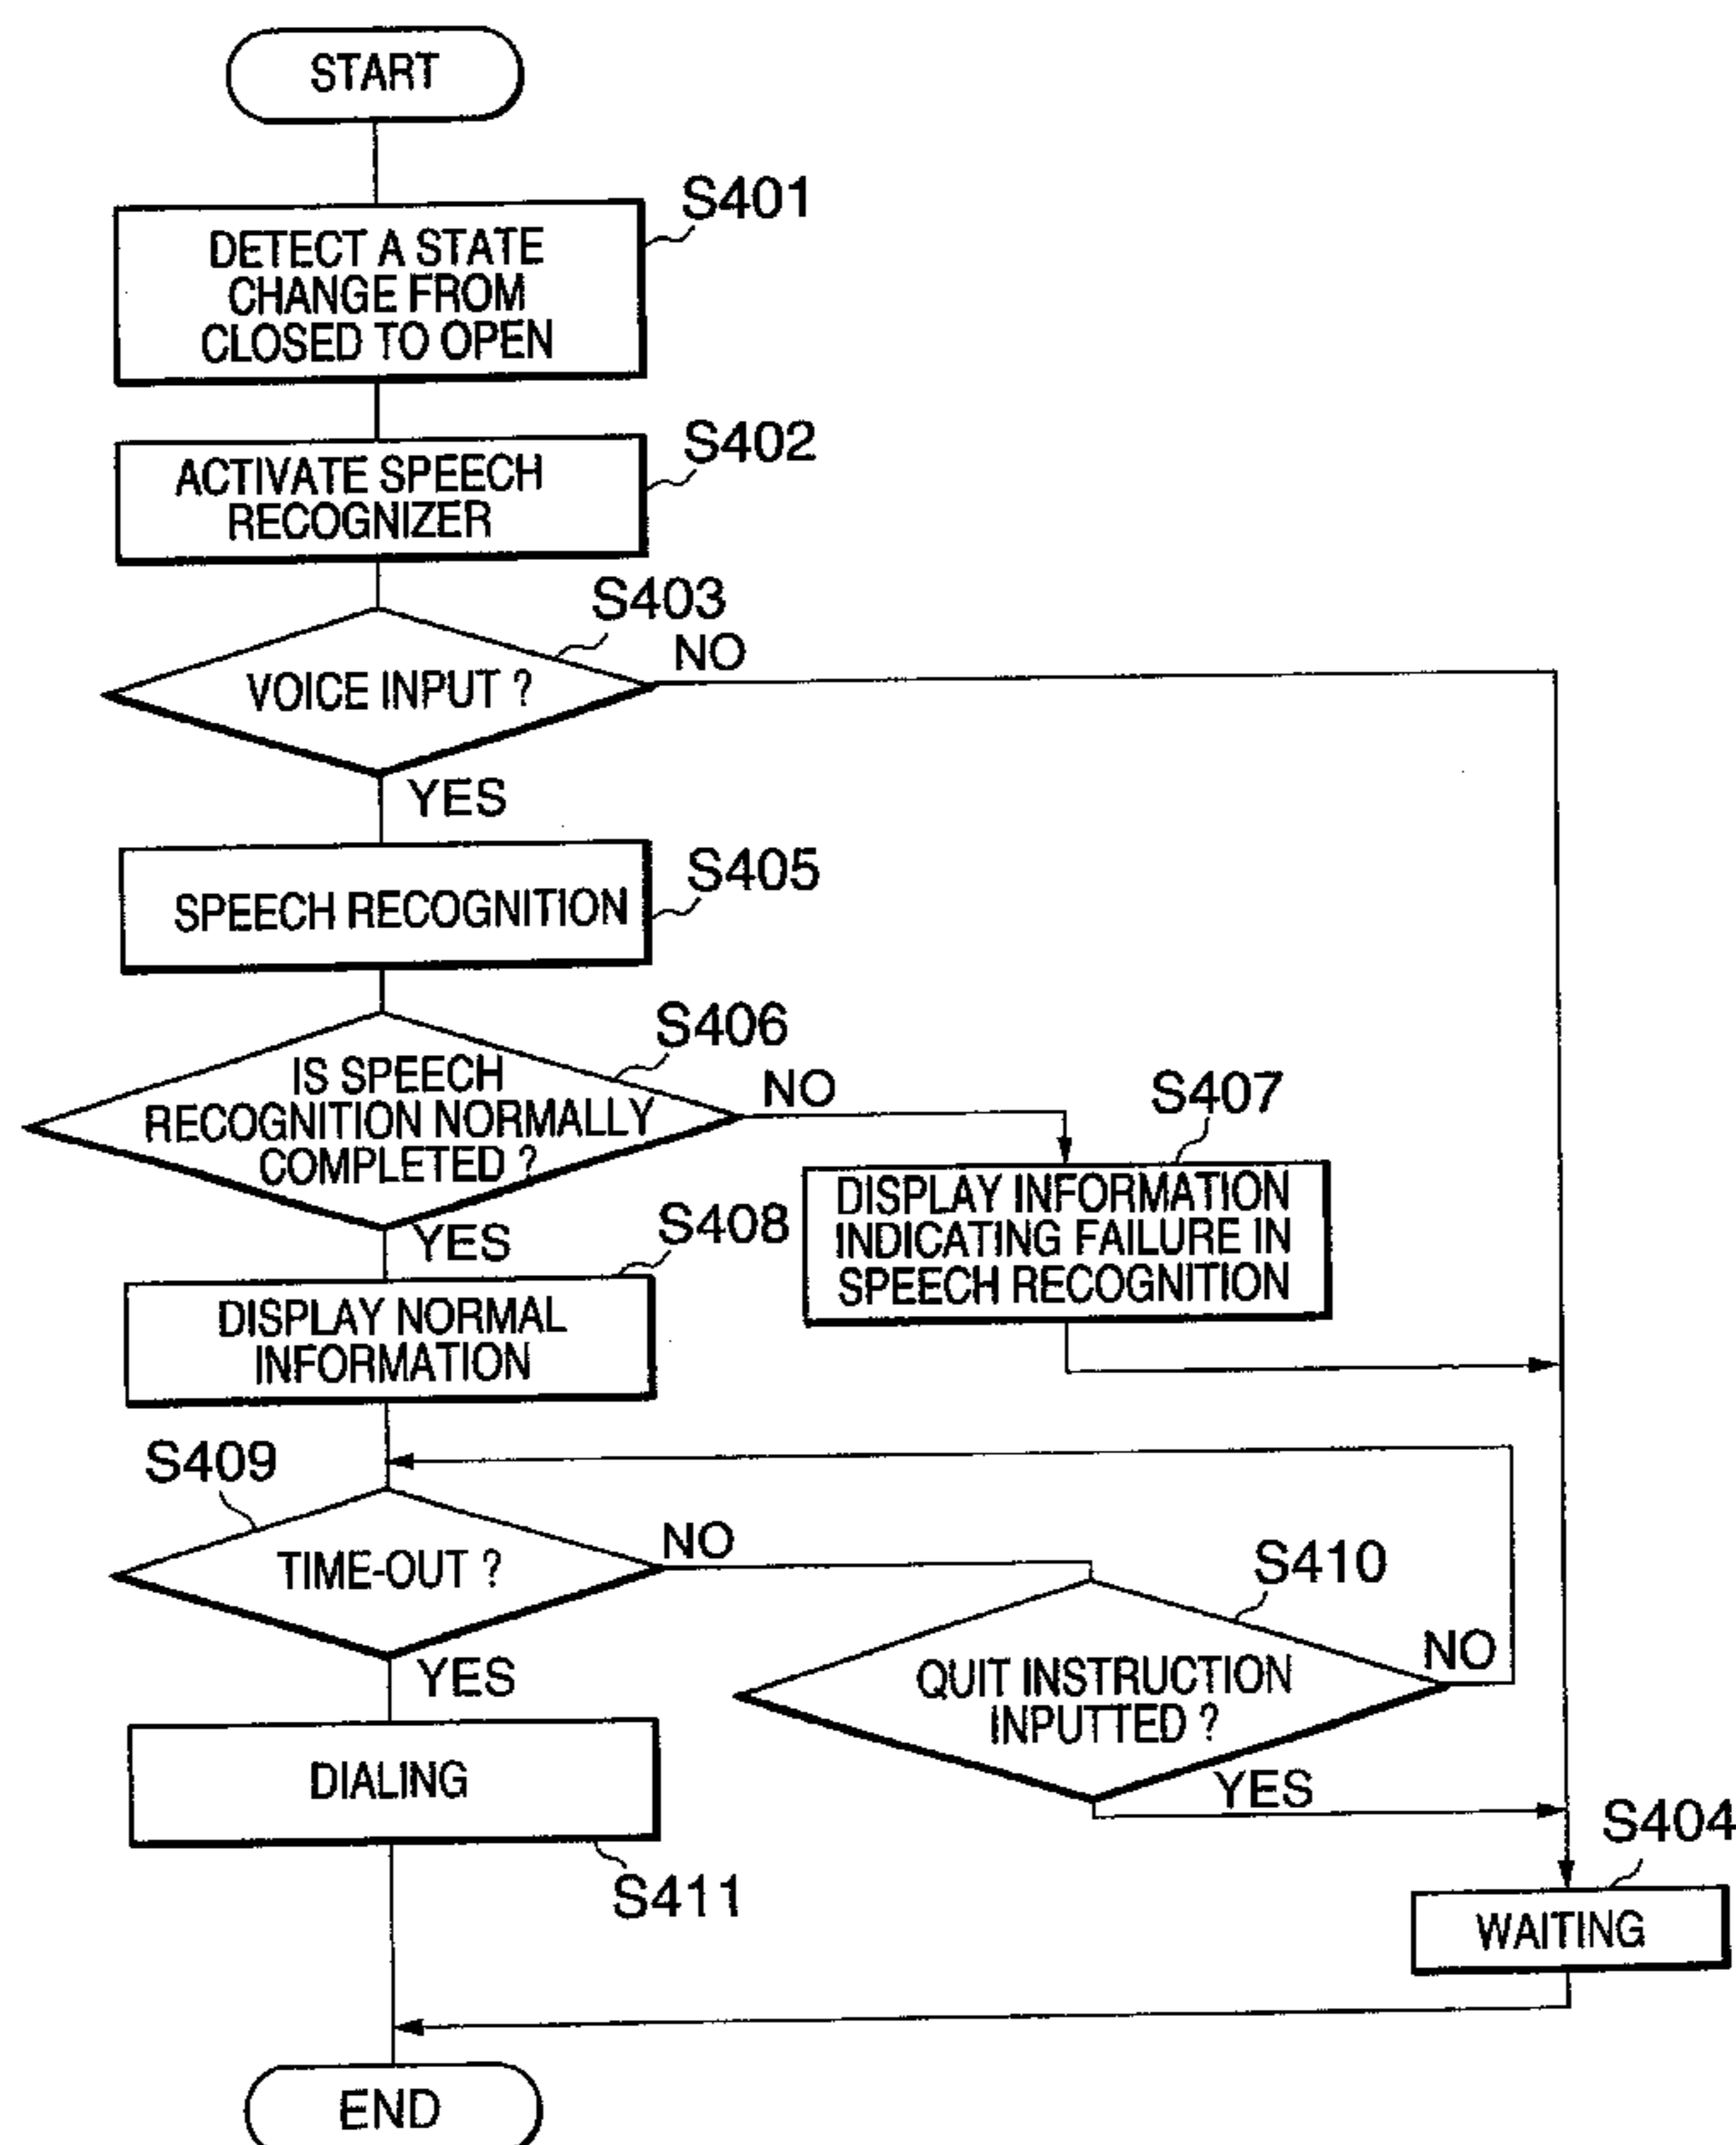 START
S401
DETECT A STATE
CHANGE FROM
CLOSED TO OPEN
S402
ACTIVATE SPEECH
RECOGNIZER
S403
NO
VOICE INPUT ?
YES
S405
SPEECH RECOGNITION
S406
IS SPEECH
RECOGNITION NORMALLY
COMPLETED ?
NO
S407
DISPLAY INFORMATION
INDICATING FAILURE IN
SPEECH RECOGNITION
YES
S408
DISPLAY NORMAL
INFORMATION
S409
TIME-OUT ?
NO
S410
QUIT INSTRUCTION
INPUTTED ?
NO
YES
YES
DIALING
S411
S404
WAITING
END